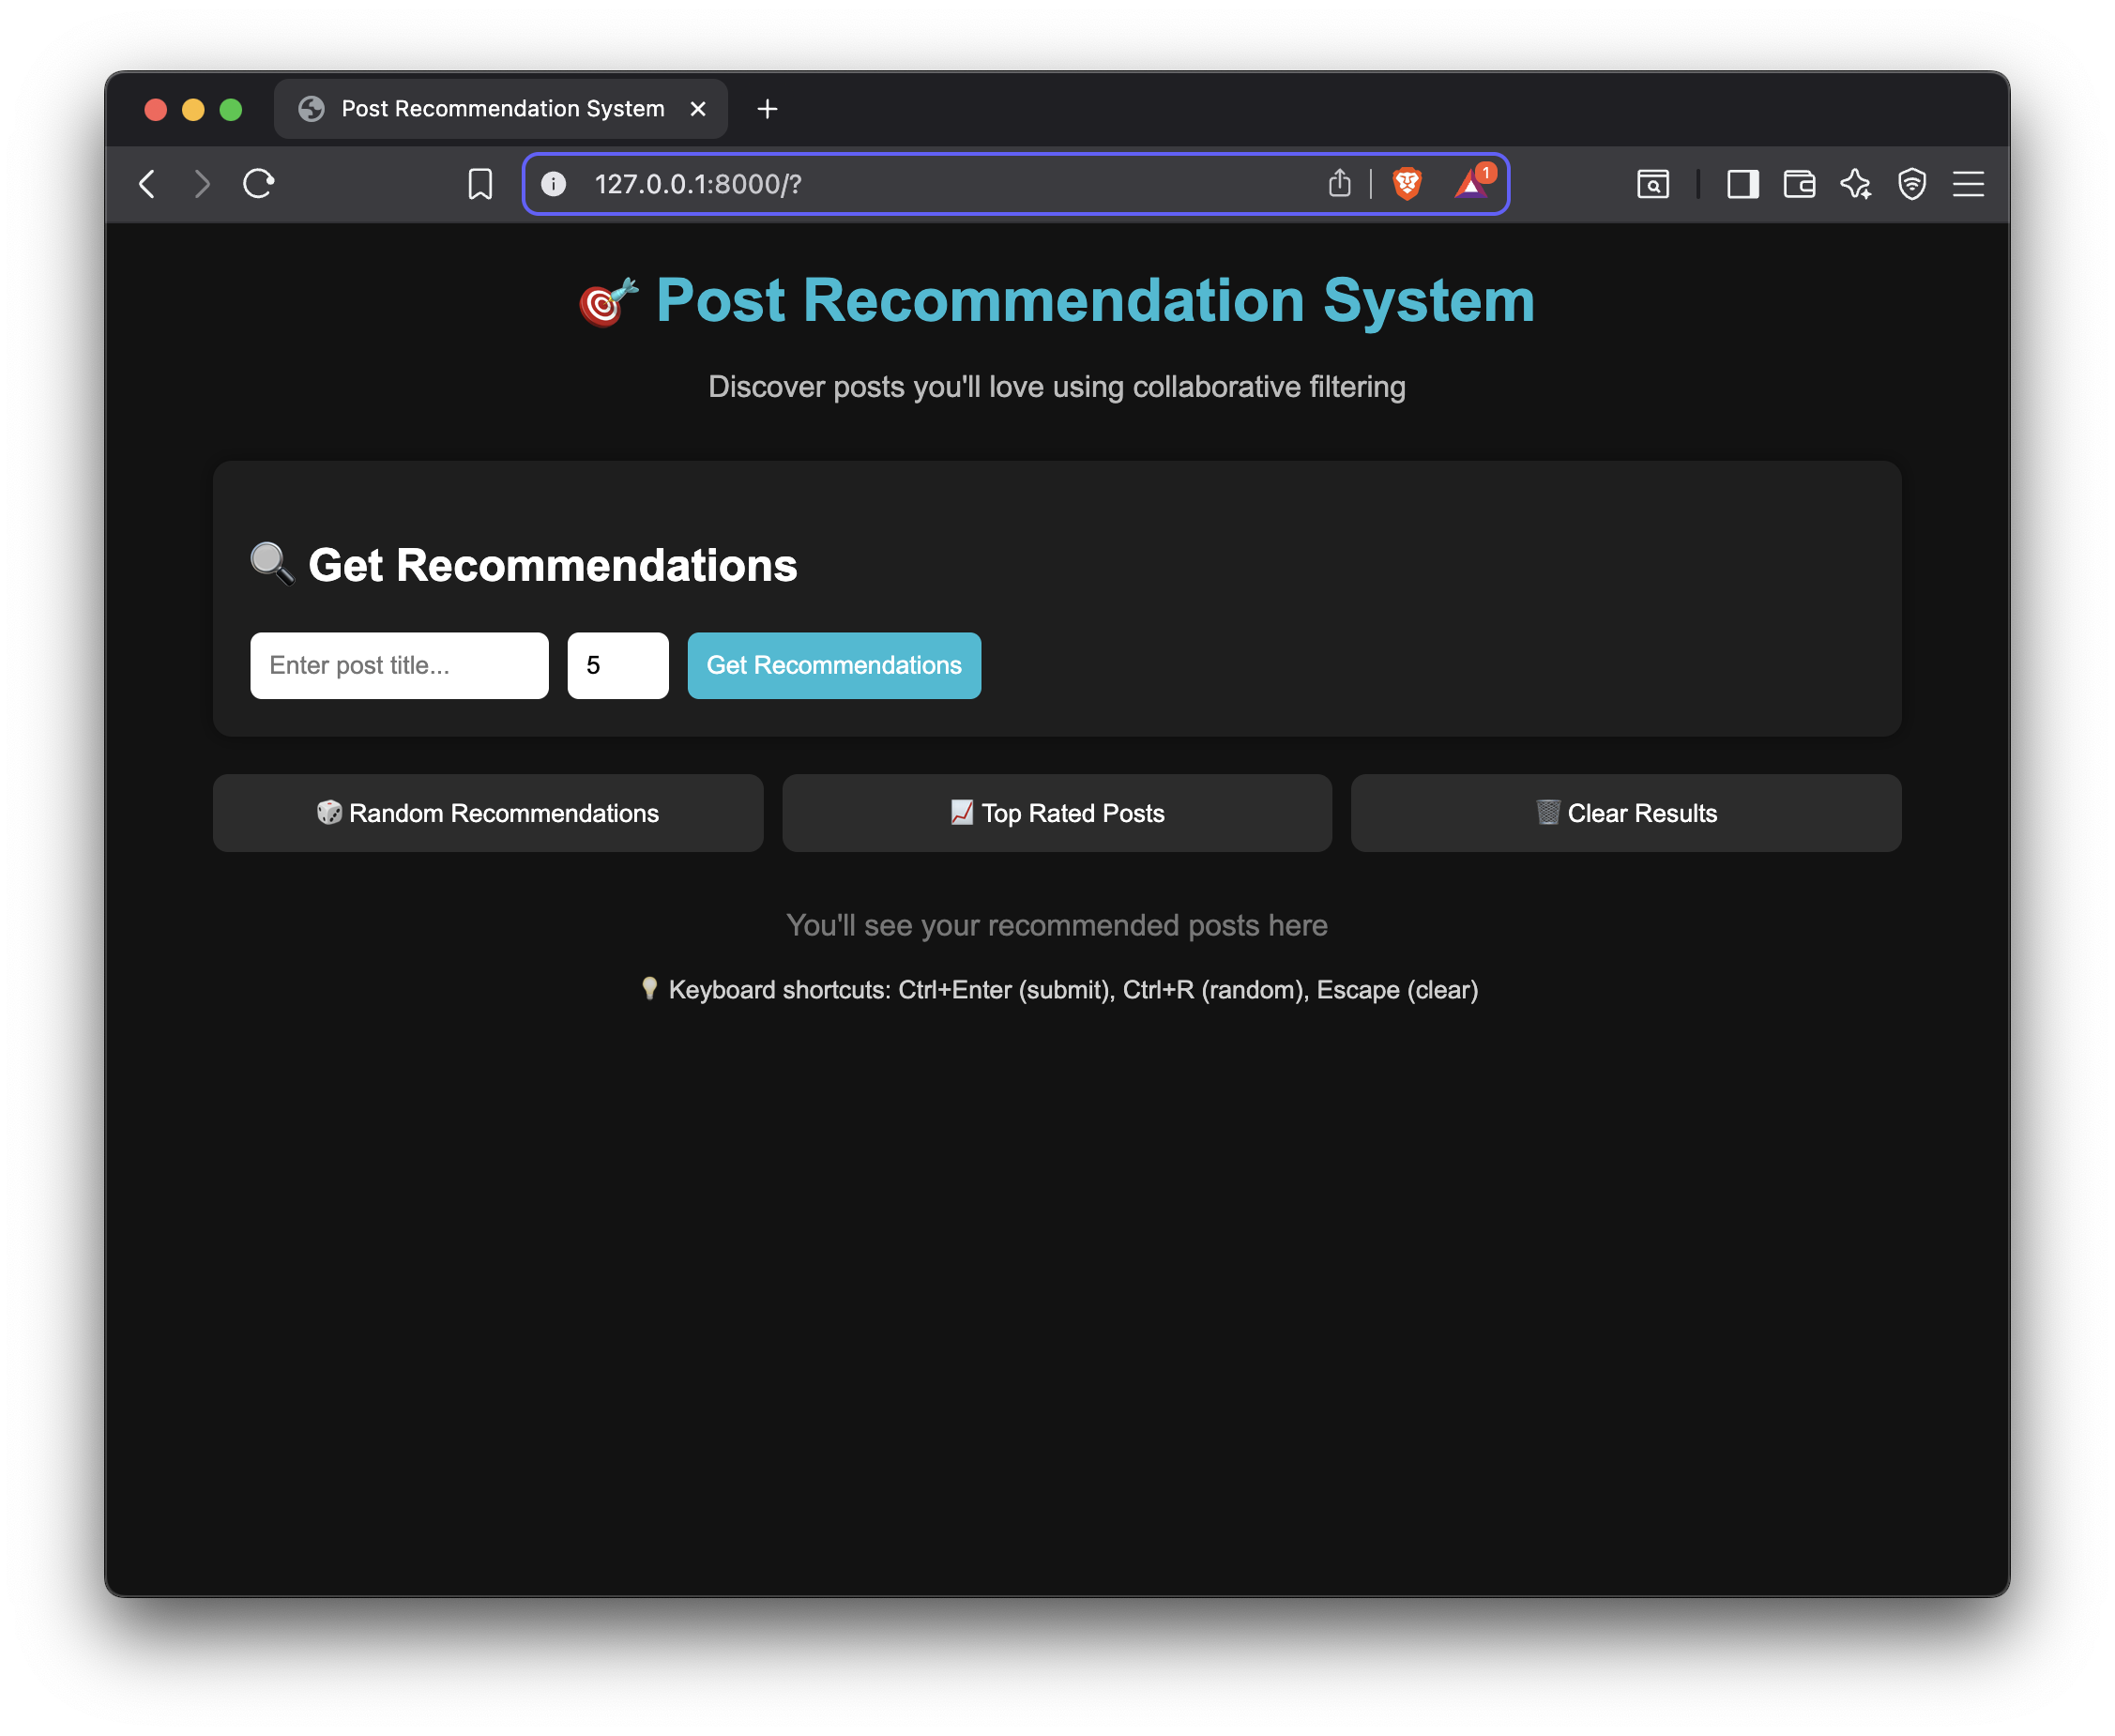 Post Recommendation System
127.0.0.1:8000/?
1
🎯 Post Recommendation System
Discover posts you'll love using collaborative filtering
🔍 Get Recommendations
Enter post title...
5
Get Recommendations
🎲 Random Recommendations
📈 Top Rated Posts
🗑️ Clear Results
You'll see your recommended posts here
💡 Keyboard shortcuts: Ctrl+Enter (submit), Ctrl+R (random), Escape (clear)